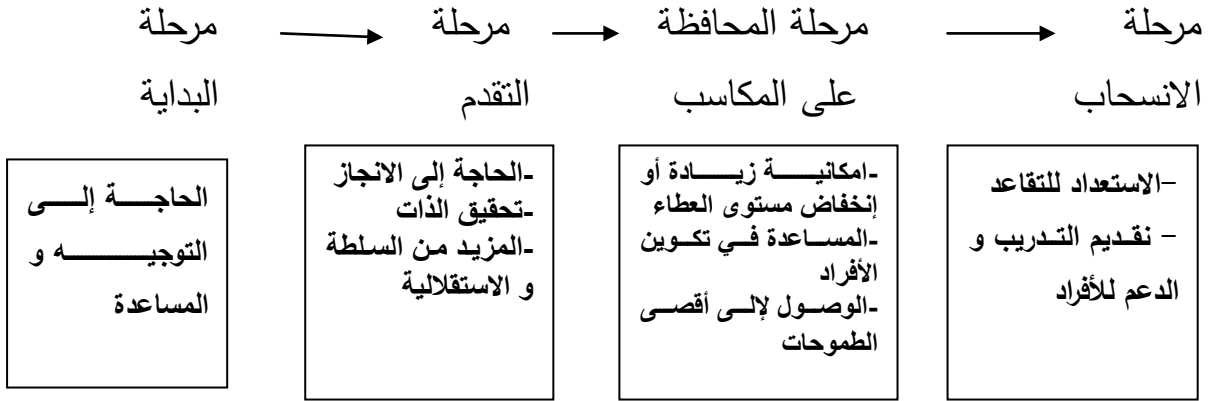 مرحلة
البداية
مرحلة
التقدم
مرحلة المحافظة
على المكاسب
مرحلة
الانسحاب
الحاجة إلى
التوجيه و
المساعدة
-الحاجة إلى الانجاز
-تحقيق الذات
-المزيد من السلطة
و الاستقلالية
-امكانية زيادة أو
إنخفاض مستوى العطاء
-المساعدة في تكوين
الأفراد
-الوصول لإلى أقصى
الطموحات
-الاستعداد للتقاعد
- نقديم التدريب و
الدعم للأفراد